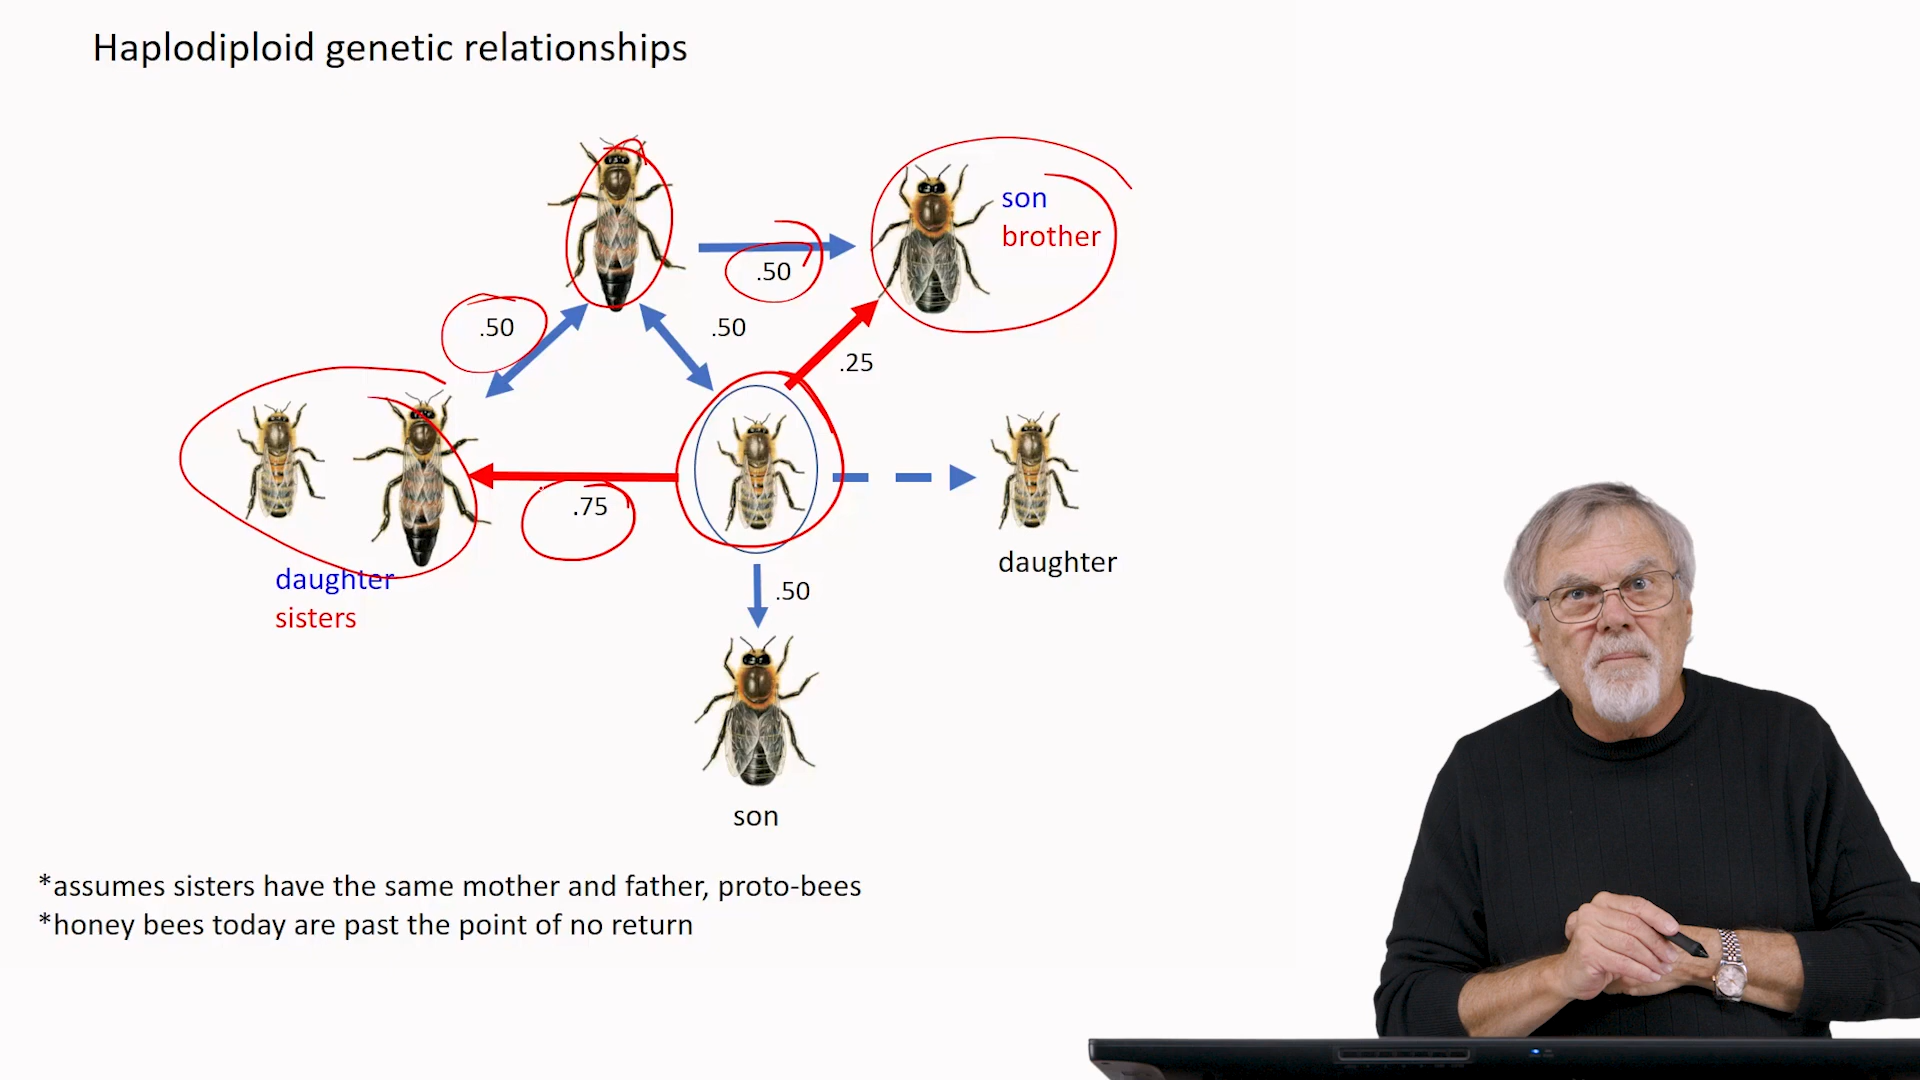 Haplodiploid genetic relationships
son
brother
.50
.50
.50
.25
.75
daughter
sisters
daughter
.50
son
*assumes sisters have the same mother and father, proto-bees
*honey bees today are past the point of no return